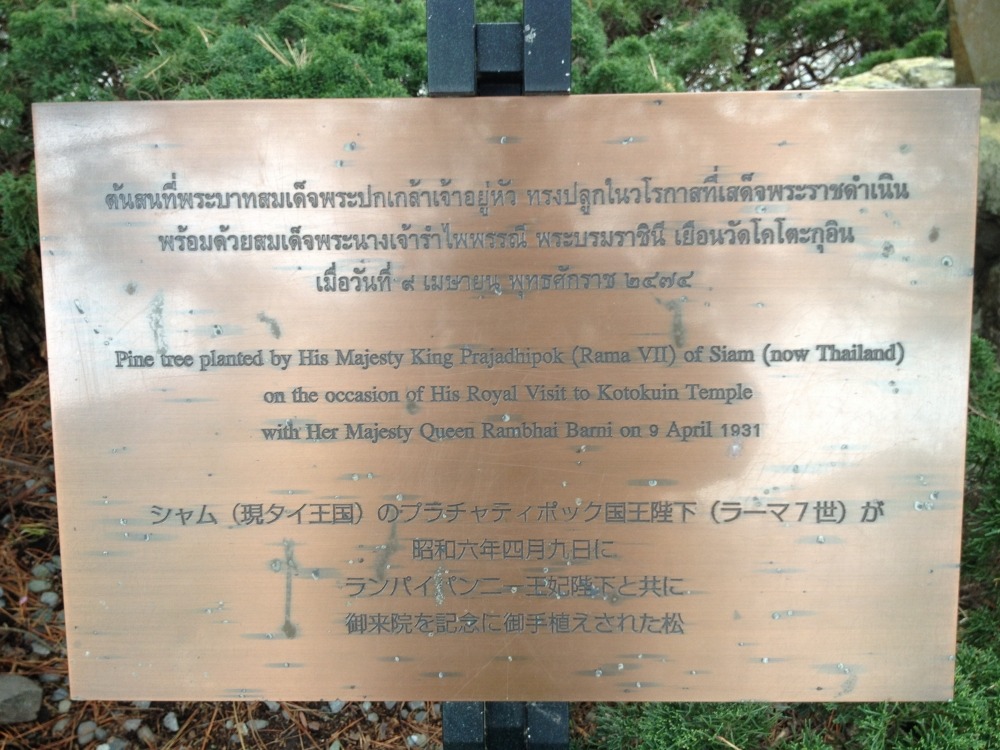 ต้นสนที่พระบาทสมเด็จพระปกเกล้าเจ้าอยู่หัว ทรงปลูกในวโรกาสที่เสด็จพระราชดำเนิน
พร้อมด้วยสมเด็จพระนางเจ้ารำไพพรรณี พระบรมราชินี เยือนวัดโคโตะกุอิน
เมื่อวันที่ ๙ เมษายน พุทธศักราช ๒๔๗๔
Pine tree planted by His Majesty King Prajadhipok (Rama VII) of Siam (now Thailand)
on the occasion of His Royal Visit to Kotokuin Temple
with Her Majesty Queen Rambhai Barni on 9 April 1931
シャム（現タイ王国）のプラチャティポック国王陛下（ラーマ7世）が
昭和六年四月九日に
ランパイパンニー王妃陛下と共に
御来院を記念に御手植えされた松